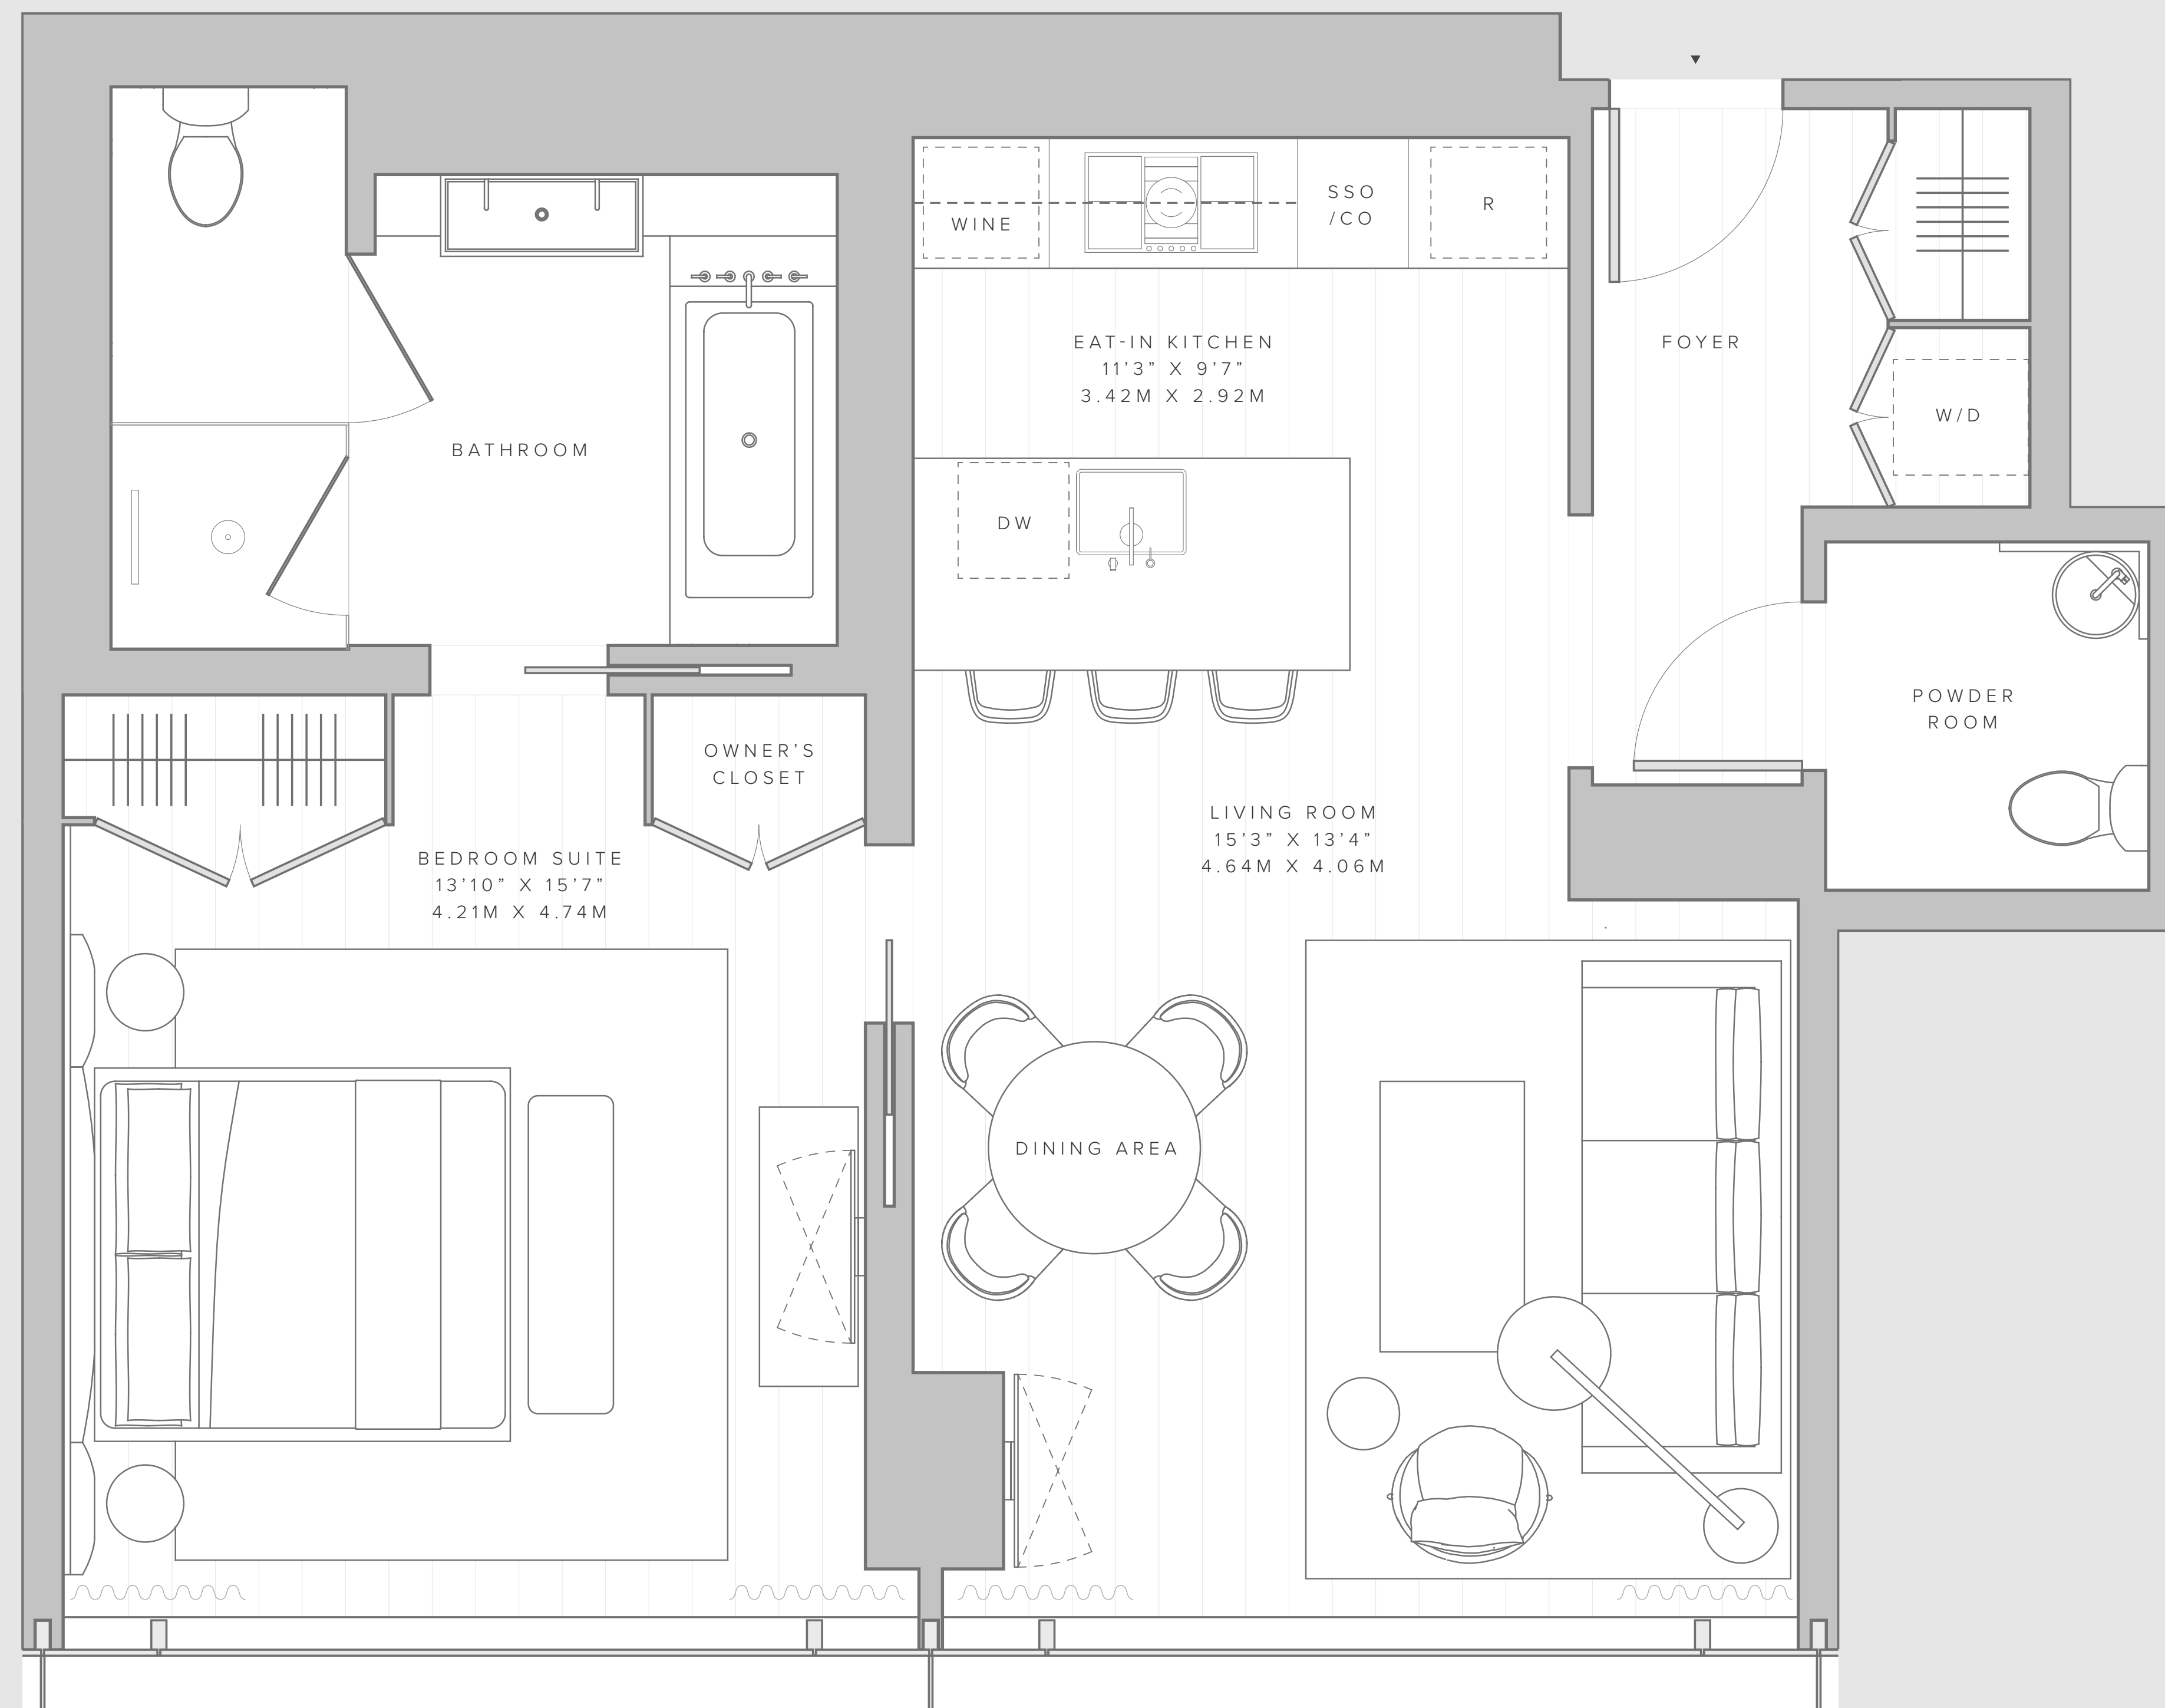 WINE
SSO
/CO
R
EAT-IN KITCHEN
11’3” X 9’7”
3.42M X 2.92M
FOYER
W/D
BATHROOM
DW
POWDER
ROOM
OWNER’S
CLOSET
LIVING ROOM
15’3” X 13’4”
4.64M X 4.06M
BEDROOM SUITE
13’10” X 15’7”
4.21M X 4.74M
DINING AREA